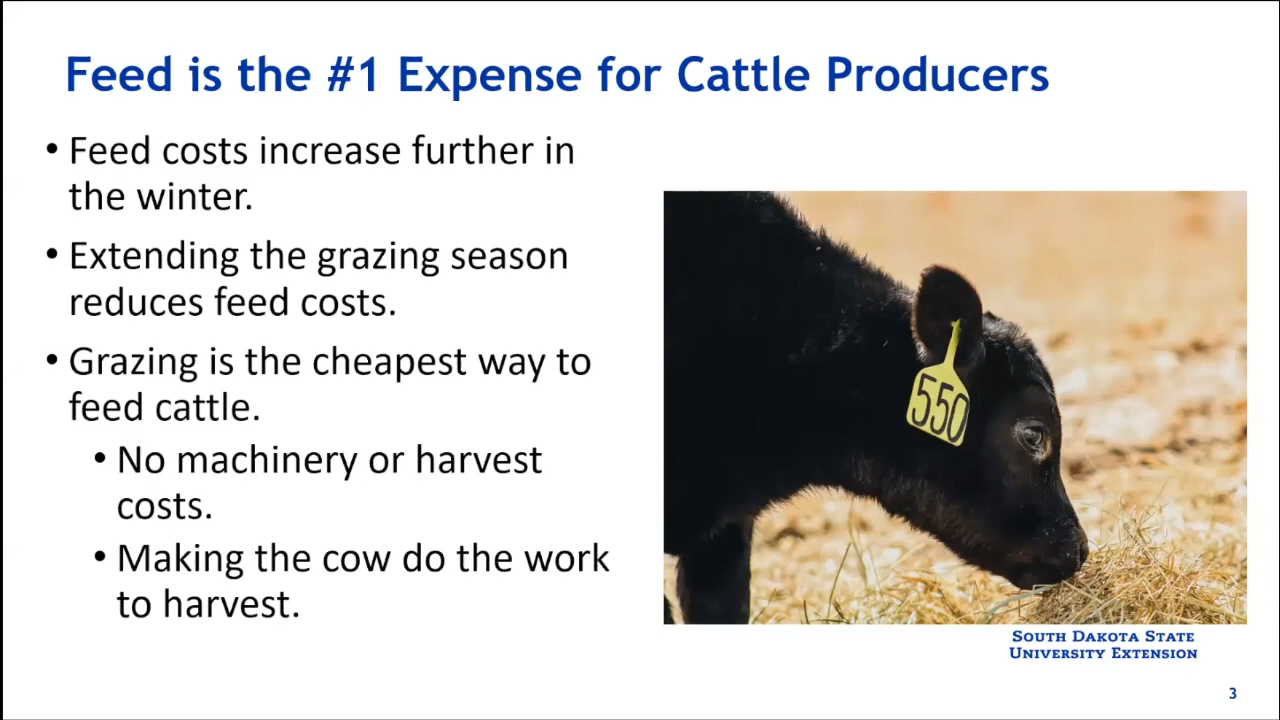 Feed is the #1 Expense for Cattle Producers
• Feed costs increase further in
the winter.
• Extending the grazing season
reduces feed costs.
• Grazing is the cheapest way to
feed cattle.
• No machinery or harvest
costs.
• Making the cow do the work
to harvest.
550
South Dakota State
University Extension
3